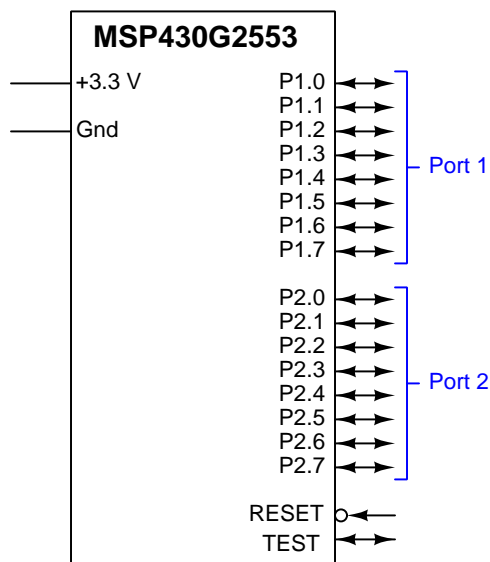 MSP430G2553
+3.3 V
Gnd
P1.0
P1.1
P1.2
P1.3
P1.4
P1.5
P1.6
P1.7
Port 1
P2.0
P2.1
P2.2
P2.3
P2.4
P2.5
P2.6
P2.7
Port 2
RESET
TEST